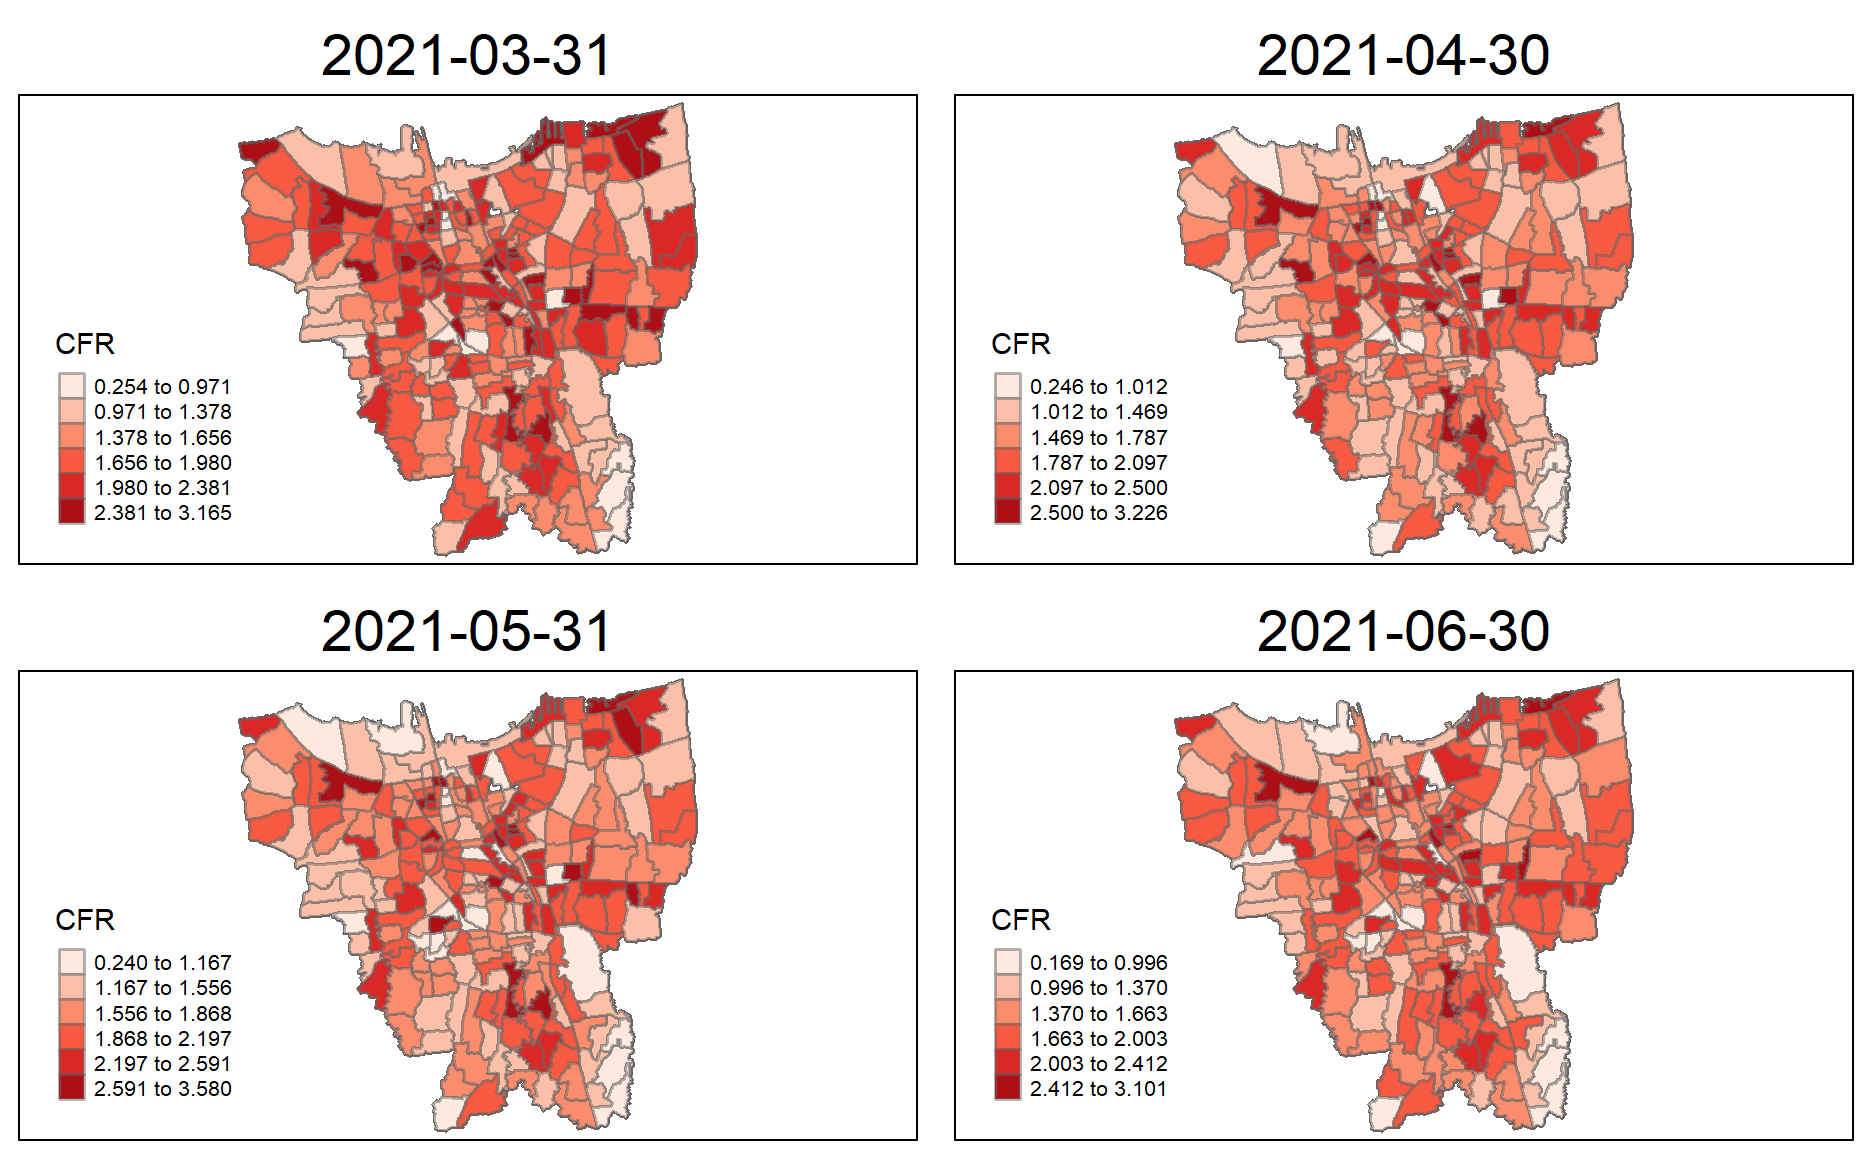 2021-03-31
CFR
0.254 to 0.971
0.971 to 1.378
1.378 to 1.656
1.656 to 1.980
1.980 to 2.381
2.381 to 3.165
2021-04-30
CFR
0.246 to 1.012
1.012 to 1.469
1.469 to 1.787
1.787 to 2.097
2.097 to 2.500
2.500 to 3.226
2021-05-31
CFR
0.240 to 1.167
1.167 to 1.556
1.556 to 1.868
1.868 to 2.197
2.197 to 2.591
2.591 to 3.580
2021-06-30
CFR
0.169 to 0.996
0.996 to 1.370
1.370 to 1.663
1.663 to 2.003
2.003 to 2.412
2.412 to 3.101